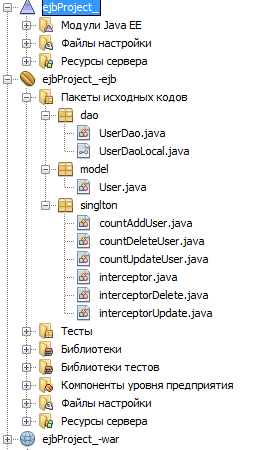 ejbProject_
Модули Java EE
Файлы настройки
Ресурсы сервера
ejbProject_-ejb
Пакеты исходных кодов
dao
UserDao.java
UserDaoLocal.java
model
User.java
singlton
countAddUser.java
countDeleteUser.java
countUpdateUser.java
interceptor.java
interceptorDelete.java
interceptorUpdate.java
Тесты
Библиотеки
Библиотеки тестов
Компоненты уровня предприятия
Файлы настройки
Ресурсы сервера
ejbProject_-war